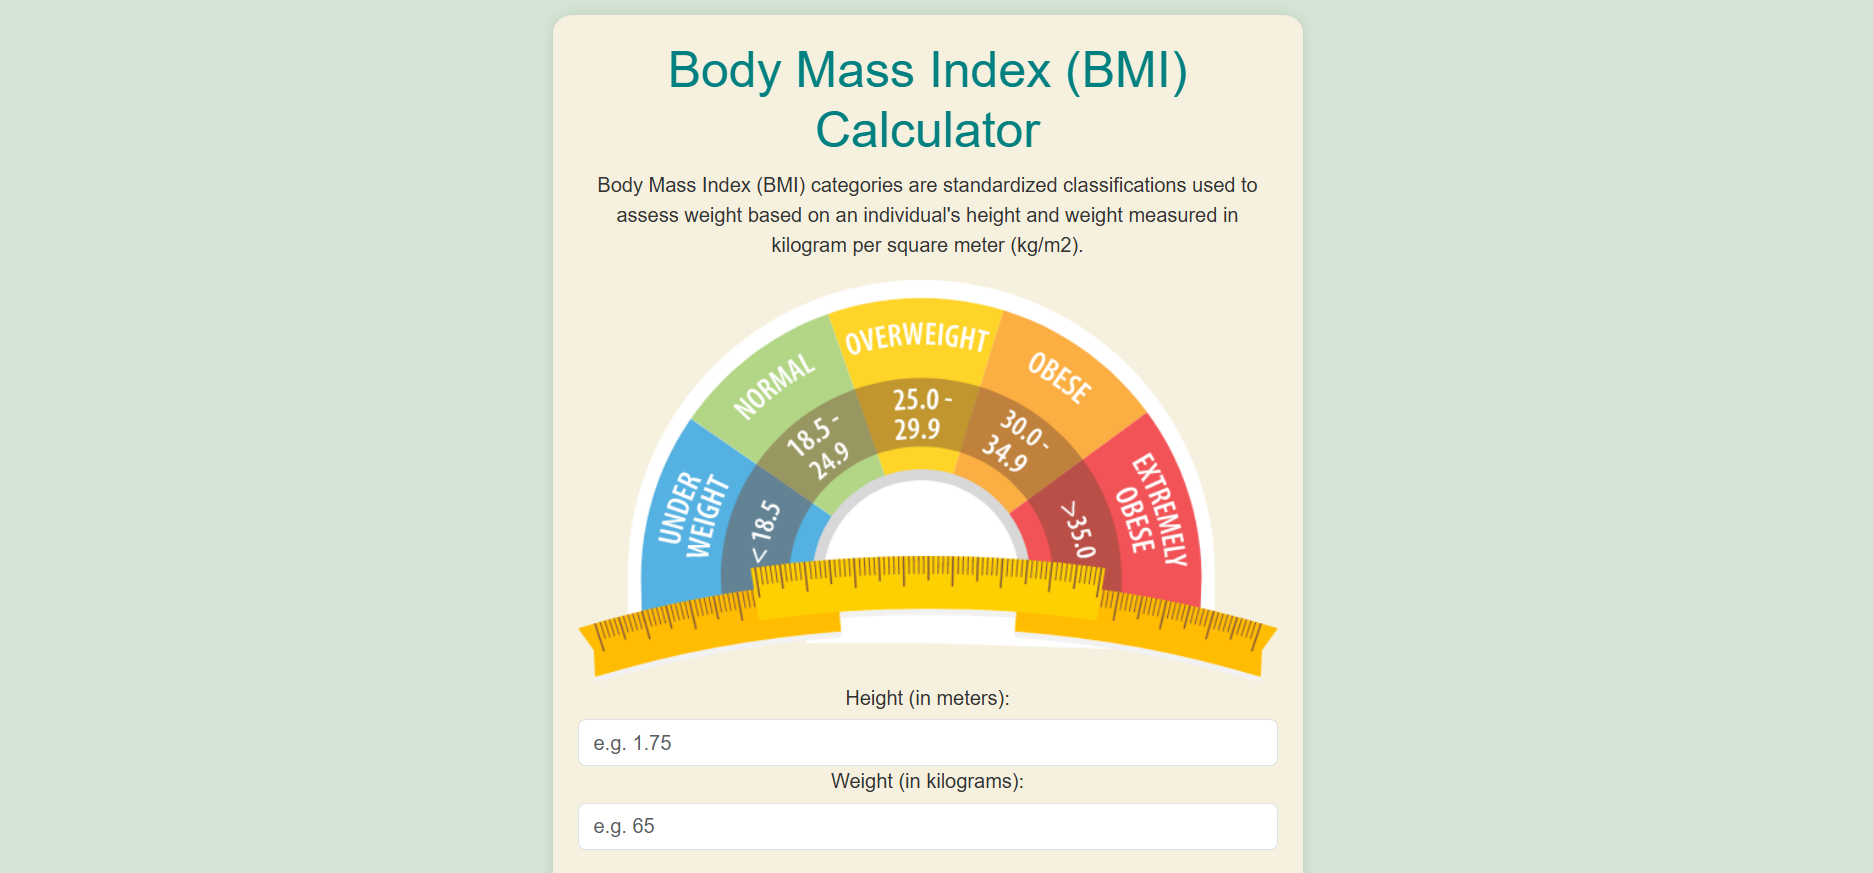 Body Mass Index (BMI)
Calculator
Body Mass Index (BMI) categories are standardized classifications used to
assess weight based on an individual's height and weight measured in
kilogram per square meter (kg/m2).
UNDER
WEIGHT
< 18.5
NORMAL
18.5 -
24.9
OVERWEIGHT
25.0 -
29.9
OBESE
30.0 -
34.9
EXTREMELY
OBESE
>35.0
Height (in meters):
e.g. 1.75
Weight (in kilograms):
e.g. 65